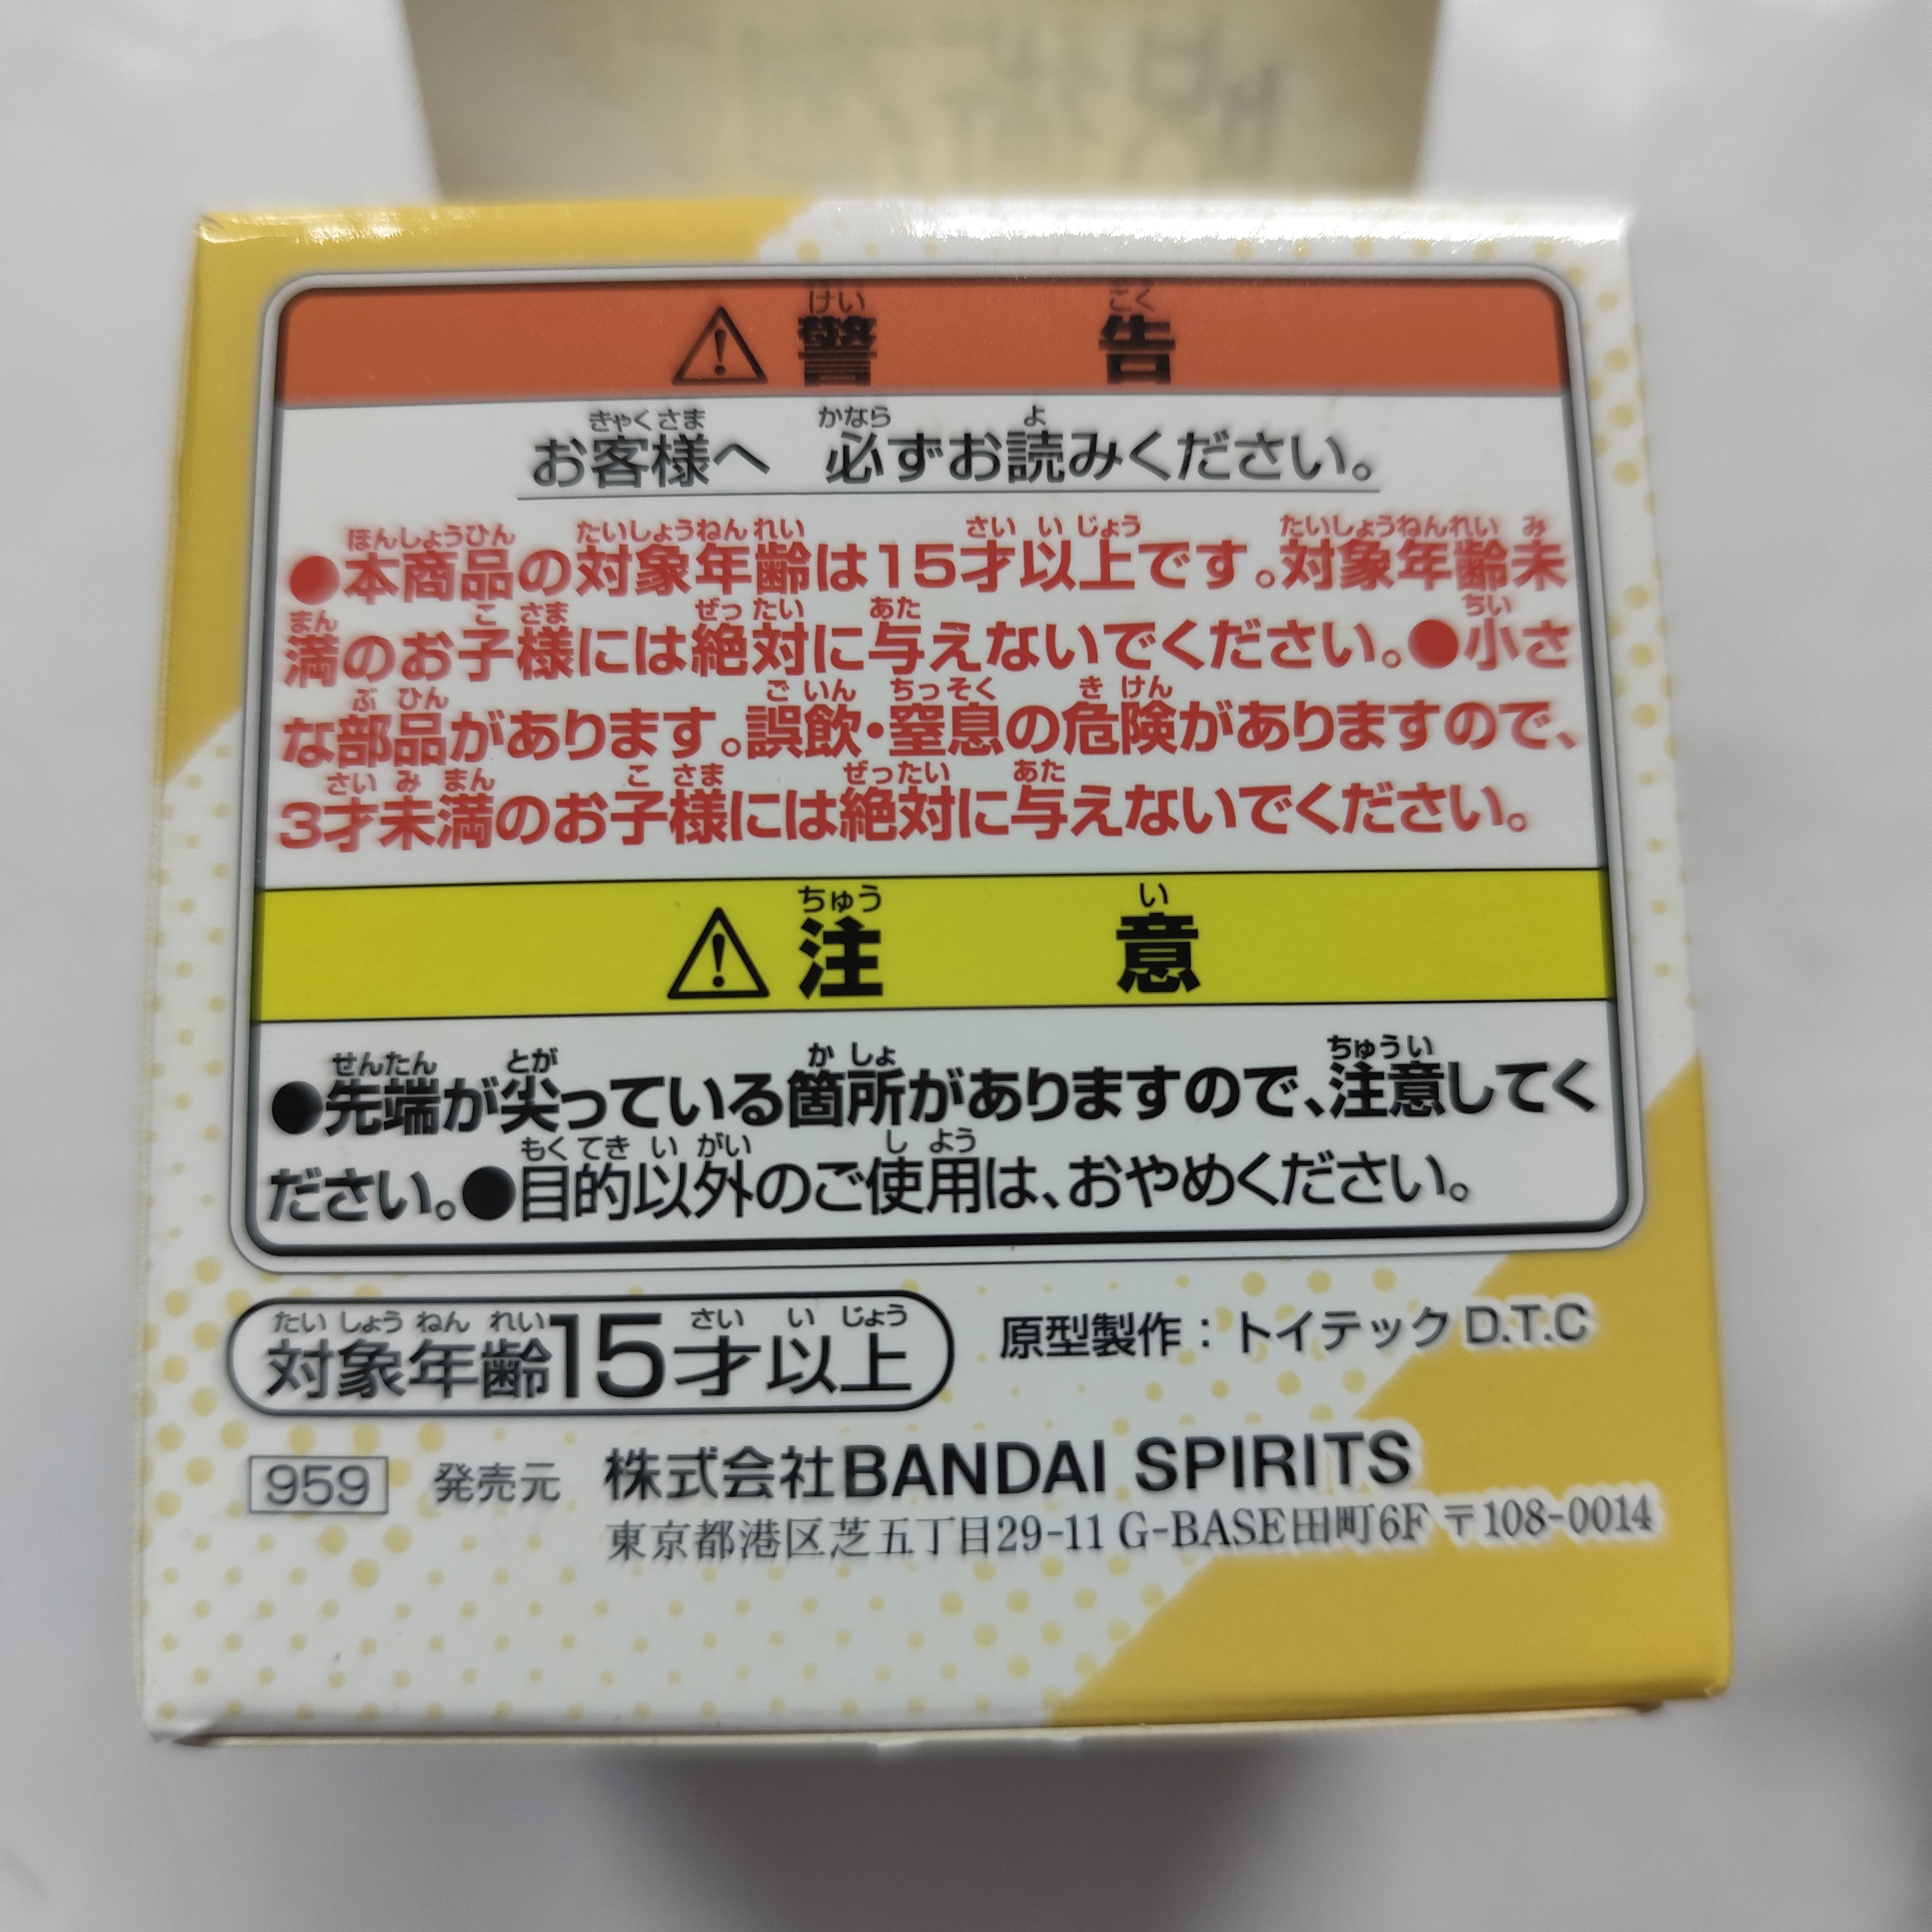 警告
お客様へ 必ずお読みください。
●本商品の対象年齢は15才以上です。対象年齢未
満のお子様には絶対に与えないでください。●小さ
な部品があります。誤飲・窒息の危険がありますので、
3才未満のお子様には絶対に与えないでください。
注意
●先端が尖っている箇所がありますので、注意してく
ださい。●目的以外のご使用は、おやめください。
対象年齢15才以上 原型製作：トイテックD.T.C
959 発売元 株式会社BANDAI SPIRITS
東京都港区芝五丁目29-11 G-BASE田町6F 〒108-0014